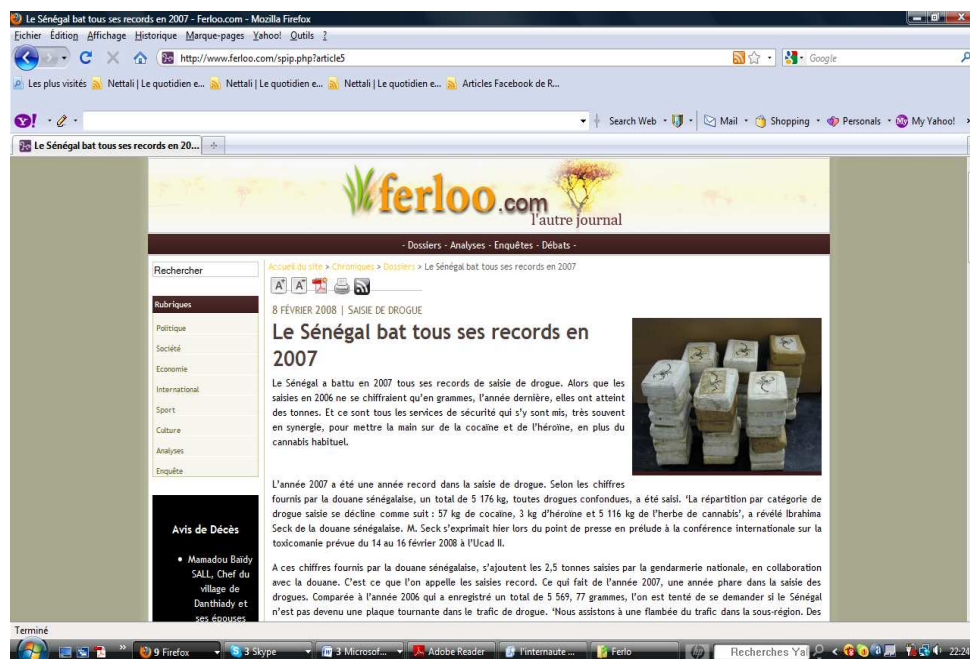 Le Sénégal bat tous ses records en 2007 - Ferloo.com - Mozilla Firefox
Fichier Édition Affichage Historique Marque-pages Yahoo! Outils ?
http://www.ferloo.com/spip.php?article5
Google
Les plus visités Nettali | Le quotidien e... Nettali | Le quotidien e... Nettali | Le quotidien e... Articles Facebook de R...
Y! Search Web Mail Shopping Personals My Yahoo!
Le Sénégal bat tous ses records en 20...
ferloo.com
l'autre journal
- Dossiers - Analyses - Enquêtes - Débats -
Rechercher
Rubriques
Politique
Société
Economie
International
Sport
Culture
Analyses
Enquête
Avis de Décès
• Mamadou Baïdy
SALL, Chef du
village de
Danthiady et
ses épouses
Accueil du site > Chroniques > Dossiers > Le Sénégal bat tous ses records en 2007
A+ A-
8 FÉVRIER 2008 | SAISIE DE DROGUE
Le Sénégal bat tous ses records en
2007
Le Sénégal a battu en 2007 tous ses records de saisie de drogue. Alors que les
saisies en 2006 ne se chiffraient qu'en grammes, l'année dernière, elles ont atteint
des tonnes. Et ce sont tous les services de sécurité qui s'y sont mis, très souvent
en synergie, pour mettre la main sur de la cocaïne et de l'héroïne, en plus du
cannabis habituel.
L'année 2007 a été une année record dans la saisie de drogue. Selon les chiffres
fournis par la douane sénégalaise, un total de 5 176 kg, toutes drogues confondues, a été saisi. 'La répartition par catégorie de
drogue saisie se décline comme suit : 57 kg de cocaïne, 3 kg d'héroïne et 5 116 kg de l'herbe de cannabis', a révélé Ibrahima
Seck de la douane sénégalaise. M. Seck s'exprimait hier lors du point de presse en prélude à la conférence internationale sur la
toxicomanie prévue du 14 au 16 février 2008 à l'Ucad II.
A ces chiffres fournis par la douane sénégalaise, s'ajoutent les 2,5 tonnes saisies par la gendarmerie nationale, en collaboration
avec la douane. C'est ce que l'on appelle les saisies record. Ce qui fait de l'année 2007, une année phare dans la saisie des
drogues. Comparée à l'année 2006 qui a enregistré un total de 5 569, 77 grammes, l'on est tenté de se demander si le Sénégal
n'est pas devenu une plaque tournante dans le trafic de drogue. 'Nous assistons à une flambée du trafic dans la sous-région. Des
Terminé
9 Firefox 3 Skype 3 Microsof... Adobe Reader l'internaute ... Ferlo Recherches Ya 22:24